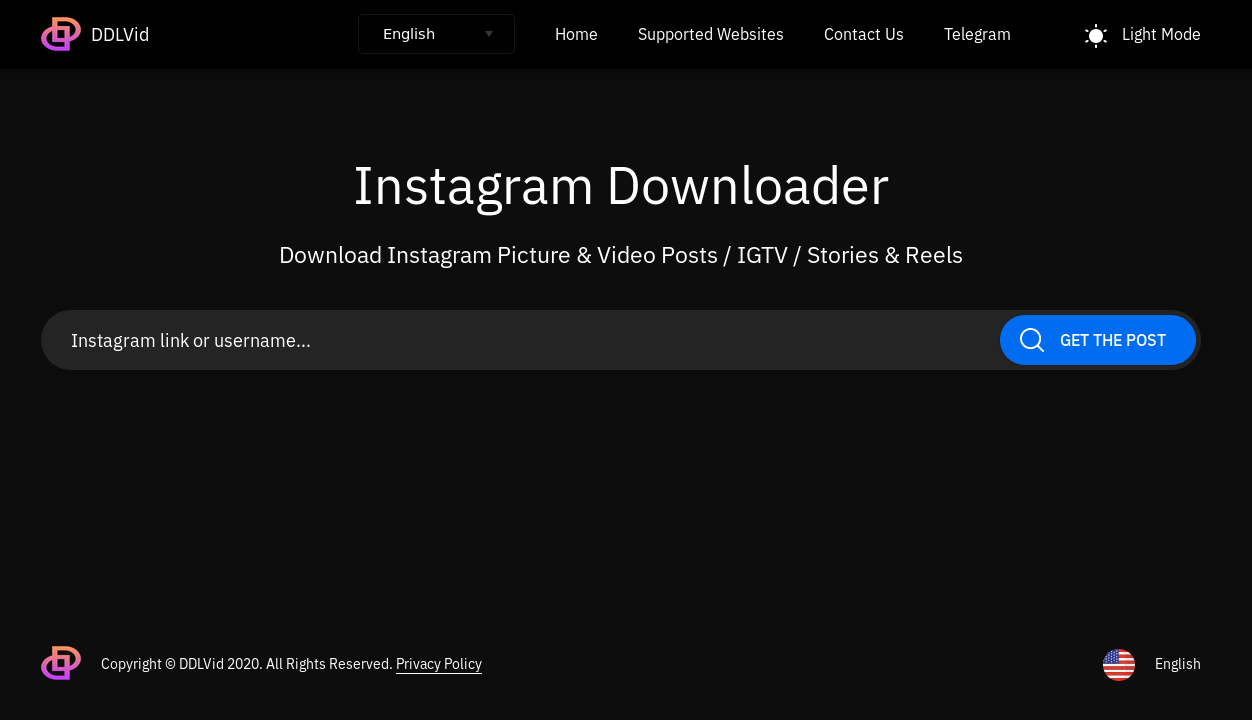 DDLVid
English
Home
Supported Websites
Contact Us
Telegram
Light Mode
Instagram Downloader
Download Instagram Picture & Video Posts / IGTV / Stories & Reels
Instagram link or username...
GET THE POST
Copyright © DDLVid 2020. All Rights Reserved. Privacy Policy
English